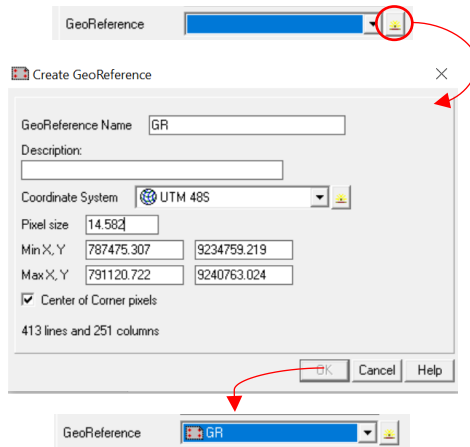 GeoReference
Create GeoReference
GeoReference Name GR
Description:
Coordinate System UTM 48S
Pixel size 14.582
Min X, Y 787475.307 9234759.219
Max X, Y 791120.722 9240763.024
Center of Corner pixels
413 lines and 251 columns
OK Cancel Help
GeoReference GR